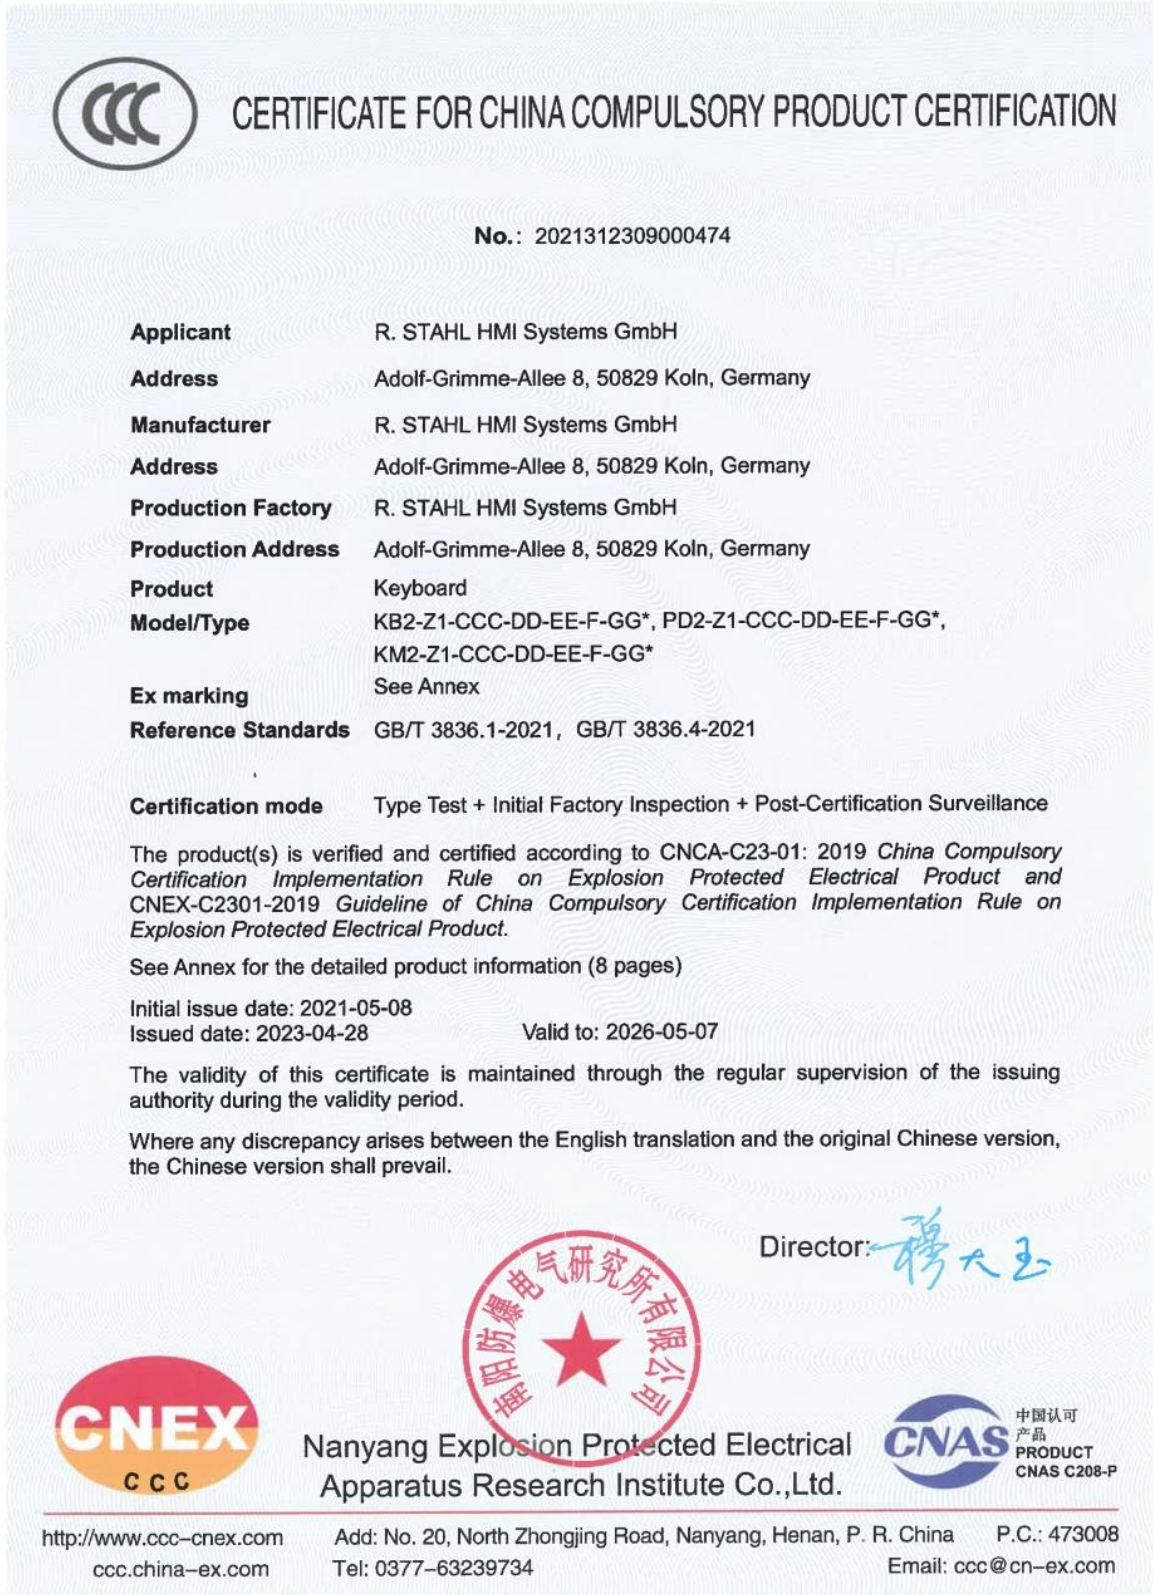 CCC
CERTIFICATE FOR CHINA COMPULSORY PRODUCT CERTIFICATION
No.: 2021312309000474
Applicant R. STAHL HMI Systems GmbH
Address Adolf-Grimme-Allee 8, 50829 Koln, Germany
Manufacturer R. STAHL HMI Systems GmbH
Address Adolf-Grimme-Allee 8, 50829 Koln, Germany
Production Factory R. STAHL HMI Systems GmbH
Production Address Adolf-Grimme-Allee 8, 50829 Koln, Germany
Product Keyboard
Model/Type KB2-Z1-CCC-DD-EE-F-GG*, PD2-Z1-CCC-DD-EE-F-GG*,
KM2-Z1-CCC-DD-EE-F-GG*
Ex marking See Annex
Reference Standards GB/T 3836.1-2021, GB/T 3836.4-2021
Certification mode Type Test + Initial Factory Inspection + Post-Certification Surveillance
The product(s) is verified and certified according to CNCA-C23-01: 2019 China Compulsory
Certification Implementation Rule on Explosion Protected Electrical Product and
CNEX-C2301-2019 Guideline of China Compulsory Certification Implementation Rule on
Explosion Protected Electrical Product.
See Annex for the detailed product information (8 pages)
Initial issue date: 2021-05-08
Issued date: 2023-04-28 Valid to: 2026-05-07
The validity of this certificate is maintained through the regular supervision of the issuing
authority during the validity period.
Where any discrepancy arises between the English translation and the original Chinese version,
the Chinese version shall prevail.
Director: 穆大玉
南阳防爆电气研究所有限公司
CNEX
CCC
Nanyang Explosion Protected Electrical
Apparatus Research Institute Co.,Ltd.
CNAS
中国认可
产品
PRODUCT
CNAS C208-P
http://www.ccc-cnex.com Add: No. 20, North Zhongjing Road, Nanyang, Henan, P. R. China P.C.: 473008
ccc.china-ex.com Tel: 0377-63239734 Email: ccc@cn-ex.com